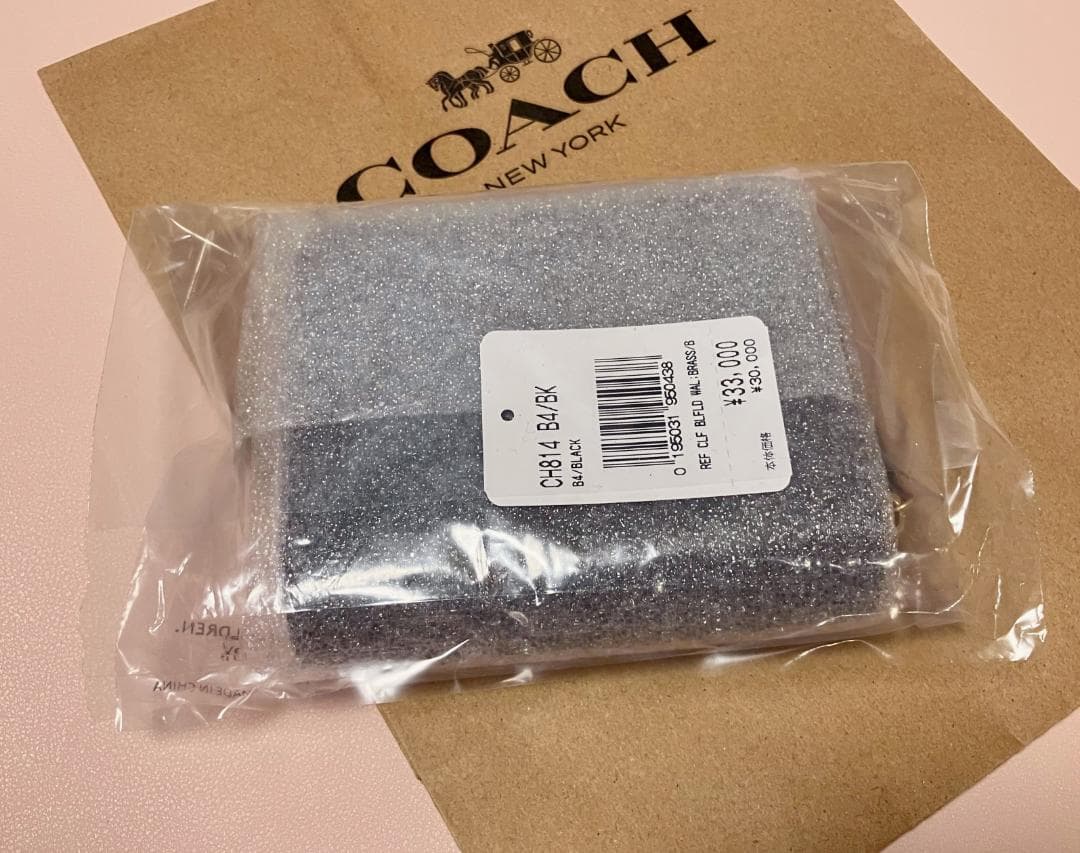 COACH
NEW YORK
CH814 B4/BK
B4/BLACK
0 195031 950438
REF CLF BLFLD WAL:BRASS/B
¥33,000
本体価格 ¥30,000
LDREN.
MADE IN CHINA